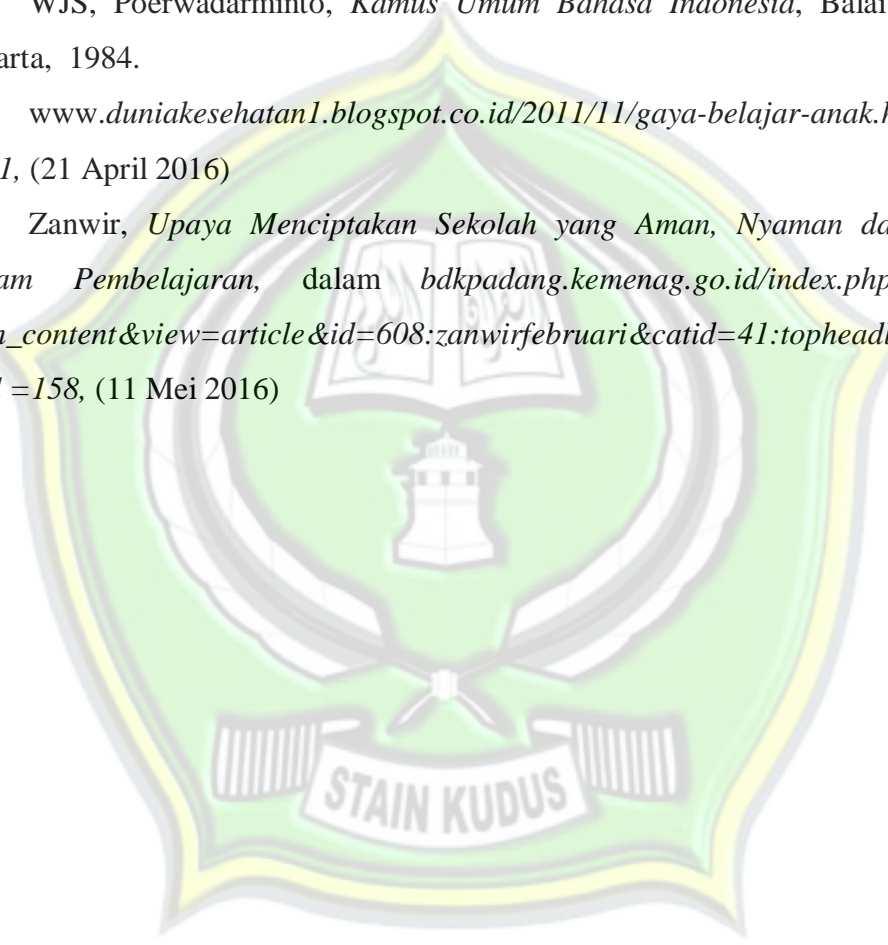 WJS, Poerwadarminto, Kamus Umum Bahasa Indonesia, Balai
arta, 1984.
www.duniakesehatan1.blogspot.co.id/2011/11/gaya-belajar-anak.h
1, (21 April 2016)
Zanwir, Upaya Menciptakan Sekolah yang Aman, Nyaman da
am Pembelajaran, dalam bdkpadang.kemenag.go.id/index.php
_content&view=article&id=608:zanwirfebruari&catid=41:topheadl
=158, (11 Mei 2016)
STAIN KUDUS